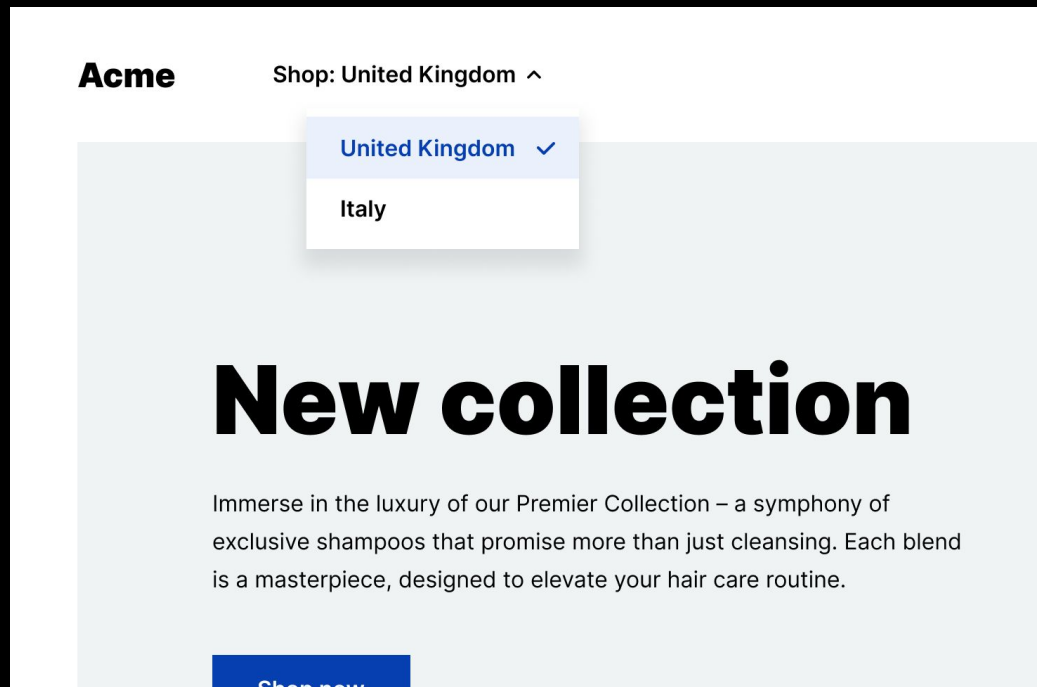 Acme
Shop: United Kingdom
United Kingdom
Italy
New collection
Immerse in the luxury of our Premier Collection – a symphony of
exclusive shampoos that promise more than just cleansing. Each blend
is a masterpiece, designed to elevate your hair care routine.
Shop now